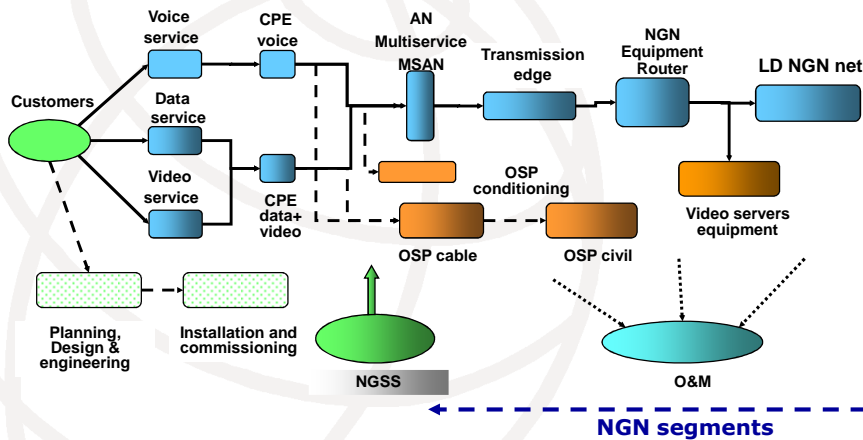 Voice
service
CPE
voice
AN
Multiservice
MSAN
Transmission
edge
NGN
Equipment
Router
LD NGN net
Customers
Data
service
Video
service
CPE
data+
video
OSP
conditioning
OSP cable
OSP civil
Video servers
equipment
Planning,
Design &
engineering
Installation and
commissioning
NGSS
O&M
NGN segments